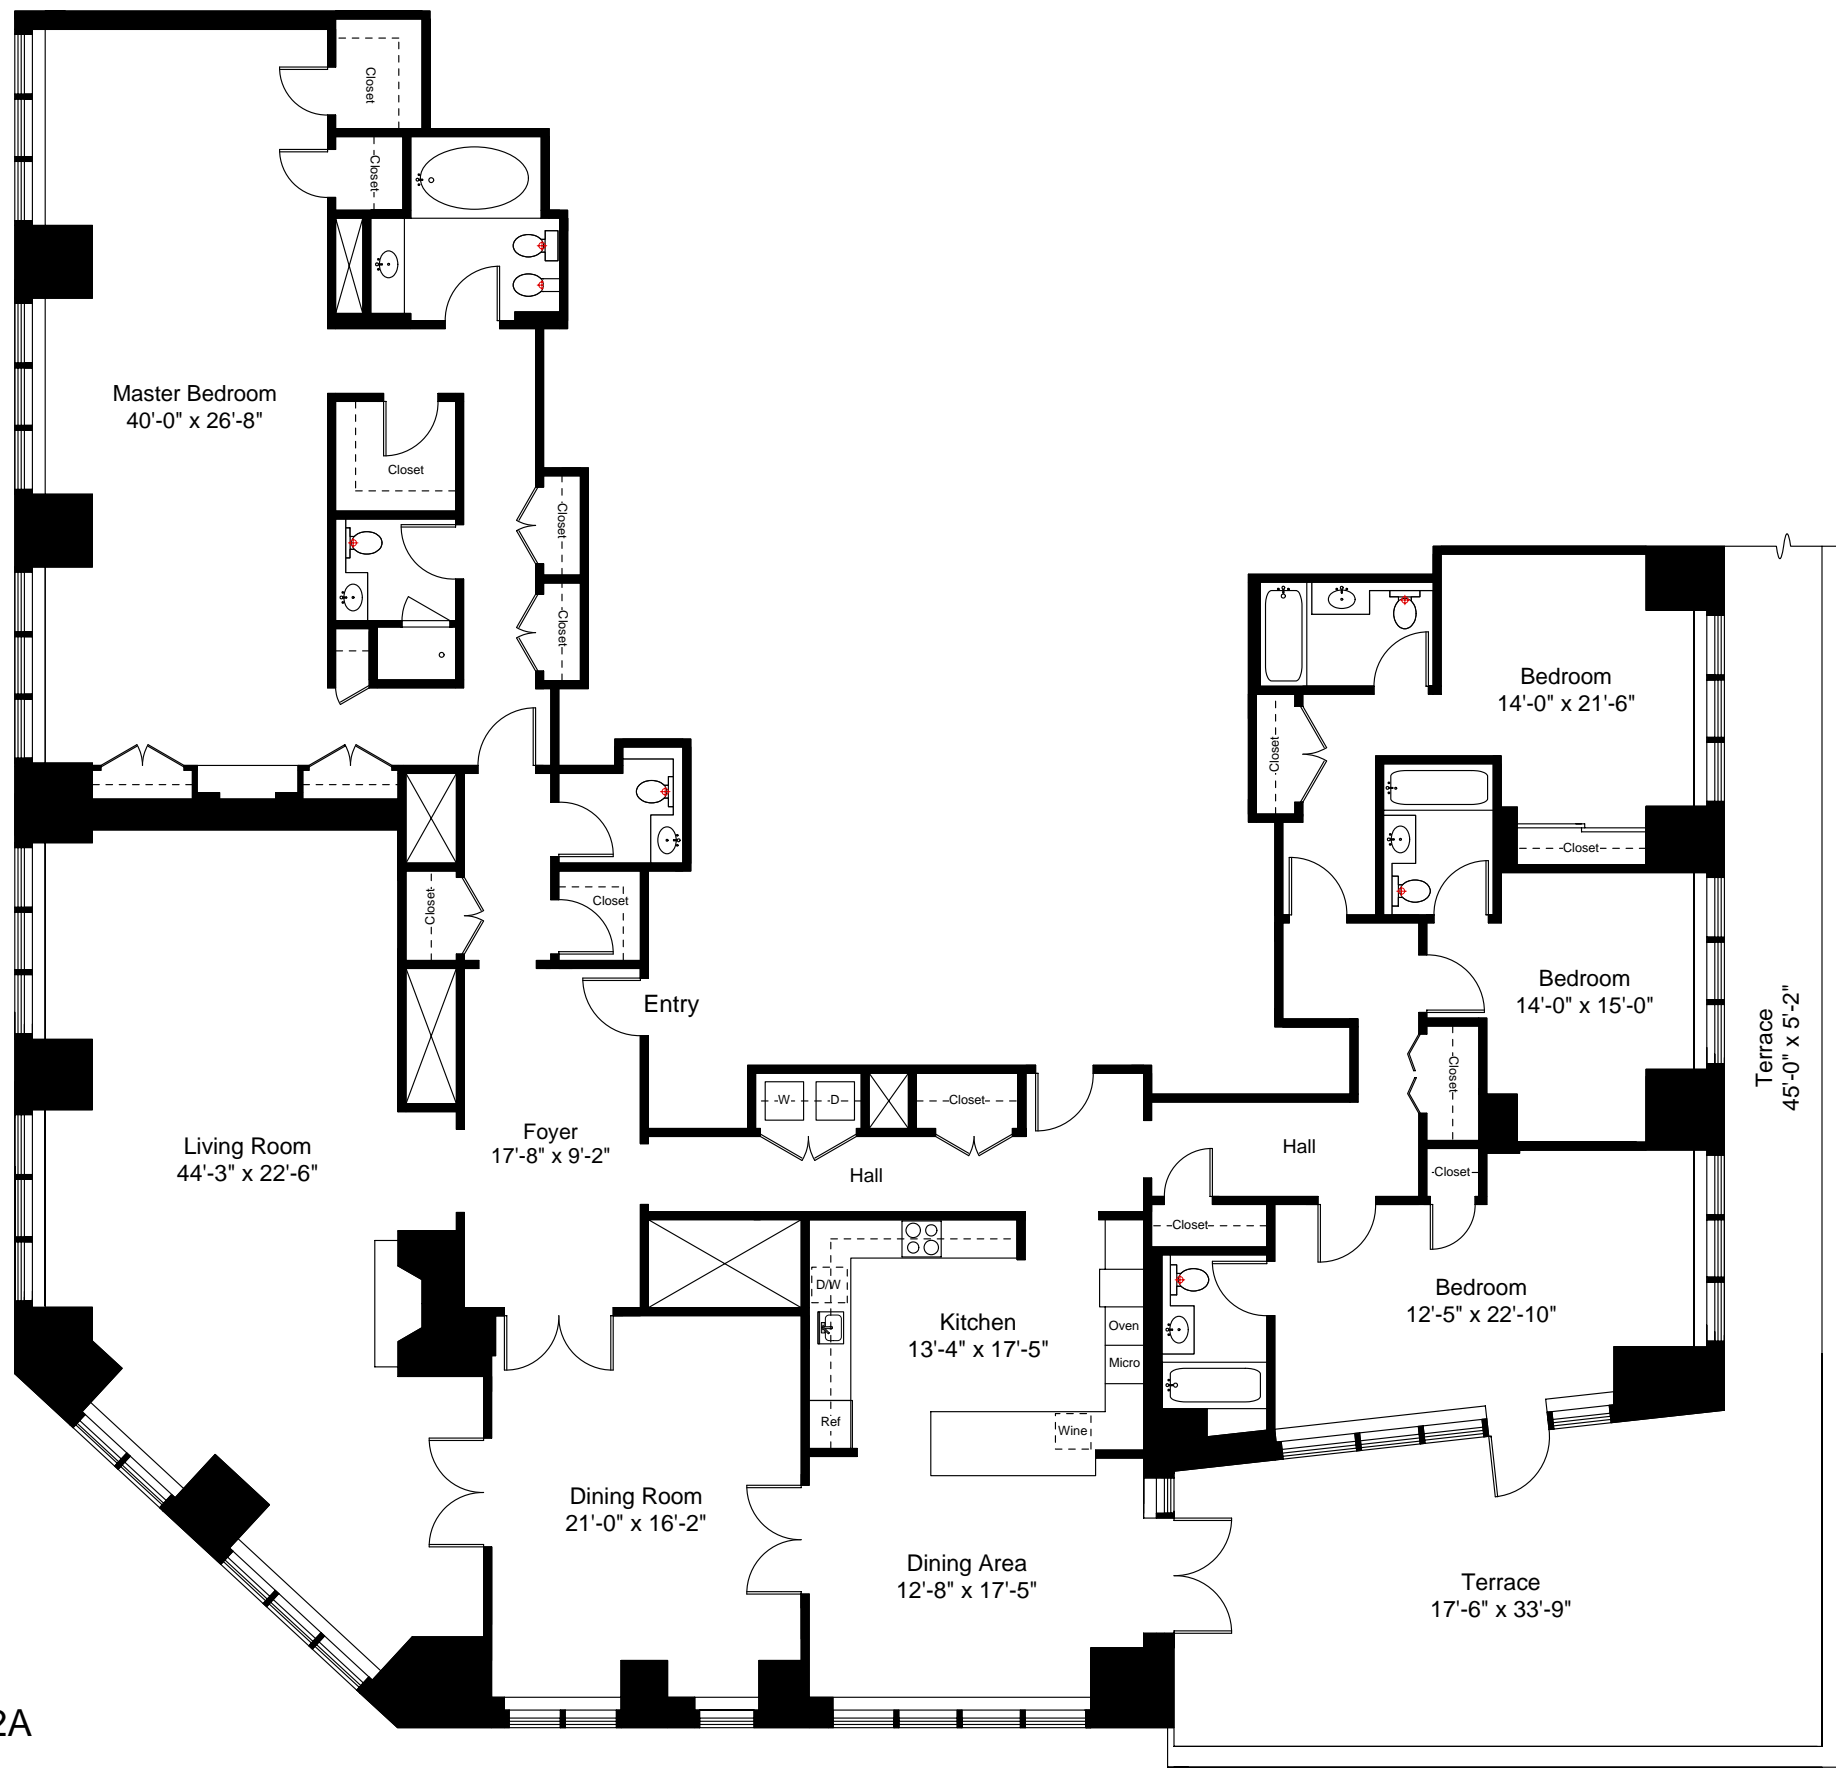 Closet
Closet
Master Bedroom
40'-0" x 26'-8"
Closet
Closet
Closet
Bedroom
14'-0" x 21'-6"
Closet
Closet
Closet
Closet
Entry
Bedroom
14'-0" x 15'-0"
Terrace
45'-0" x 5'-2"
Closet
W
D
Closet
Living Room
44'-3" x 22'-6"
Foyer
17'-8" x 9'-2"
Hall
Hall
Closet
Closet
D/W
Kitchen
13'-4" x 17'-5"
Oven
Micro
Bedroom
12'-5" x 22'-10"
Ref
Wine
Dining Room
21'-0" x 16'-2"
Dining Area
12'-8" x 17'-5"
Terrace
17'-6" x 33'-9"
2A